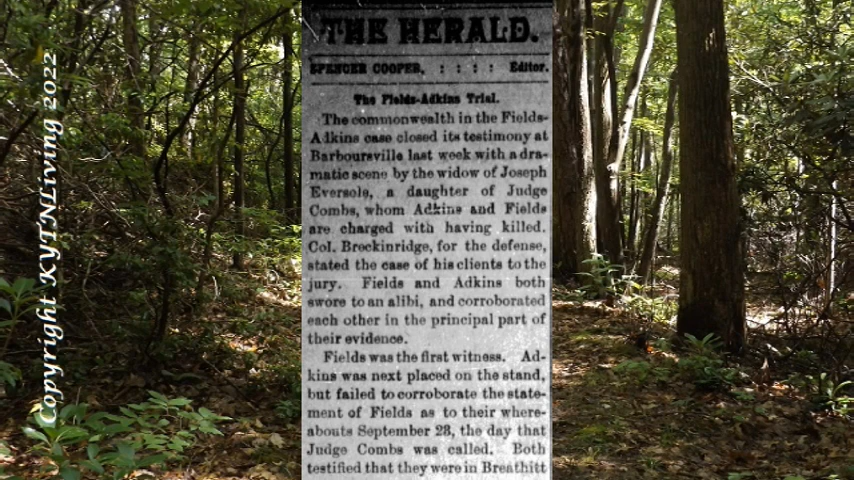 Copyright KYTNLiving 2022
THE HERALD.
SPENCER COOPER, : : : : Editor.
The Fields-Adkins Trial.
The commonwealth in the Fields-
Adkins case closed its testimony at
Barboursville last week with a dra-
matic scene by the widow of Joseph
Eversole, a daughter of Judge
Combs, whom Adkins and Fields
are charged with having killed.
Col. Breckinridge, for the defense,
stated the case of his clients to the
jury. Fields and Adkins both
swore to an alibi, and corroborated
each other in the principal part of
their evidence.
Fields was the first witness. Ad-
kins was next placed on the stand,
but failed to corroborate the state-
ment of Fields as to their where-
abouts September 23, the day that
Judge Combs was called. Both
testified that they were in Breathitt